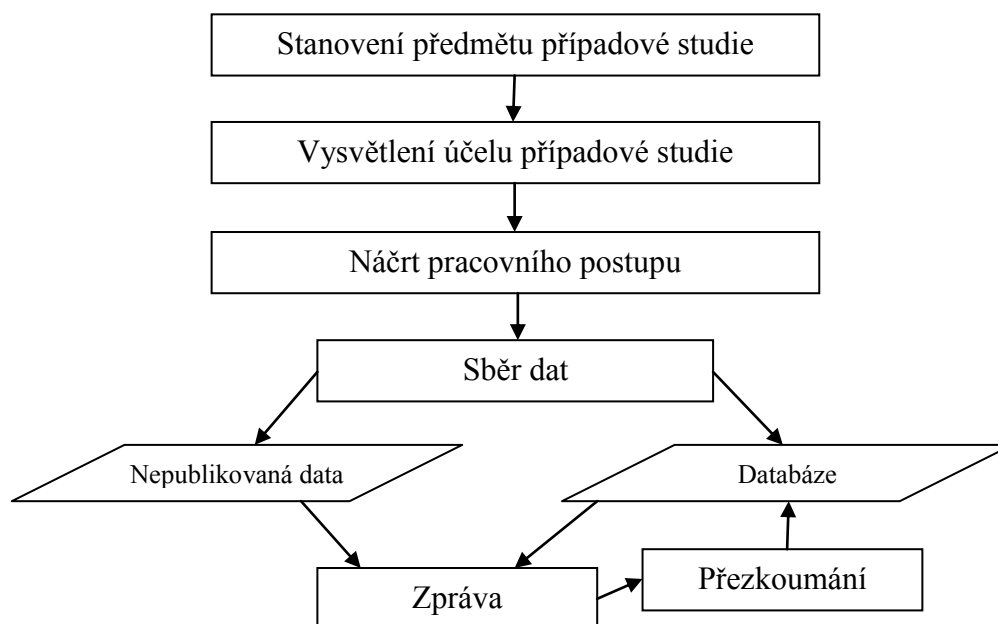 Stanovení předmětu případové studie
Vysvětlení účelu případové studie
Náčrt pracovního postupu
Sběr dat
Nepublikovaná data
Databáze
Zpráva
Přezkoumání